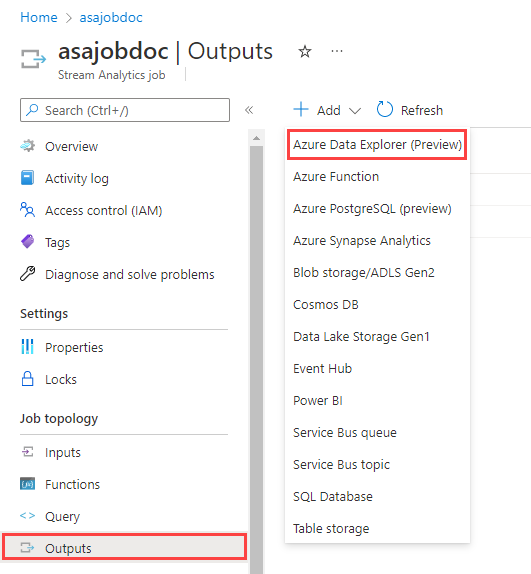 Home > asajobdoc
asajobdoc | Outputs
Stream Analytics job
Search (Ctrl+/)
Overview
Activity log
Access control (IAM)
Tags
Diagnose and solve problems
Settings
Properties
Locks
Job topology
Inputs
Functions
Query
Outputs
Add
Refresh
Azure Data Explorer (Preview)
Azure Function
Azure PostgreSQL (preview)
Azure Synapse Analytics
Blob storage/ADLS Gen2
Cosmos DB
Data Lake Storage Gen1
Event Hub
Power BI
Service Bus queue
Service Bus topic
SQL Database
Table storage